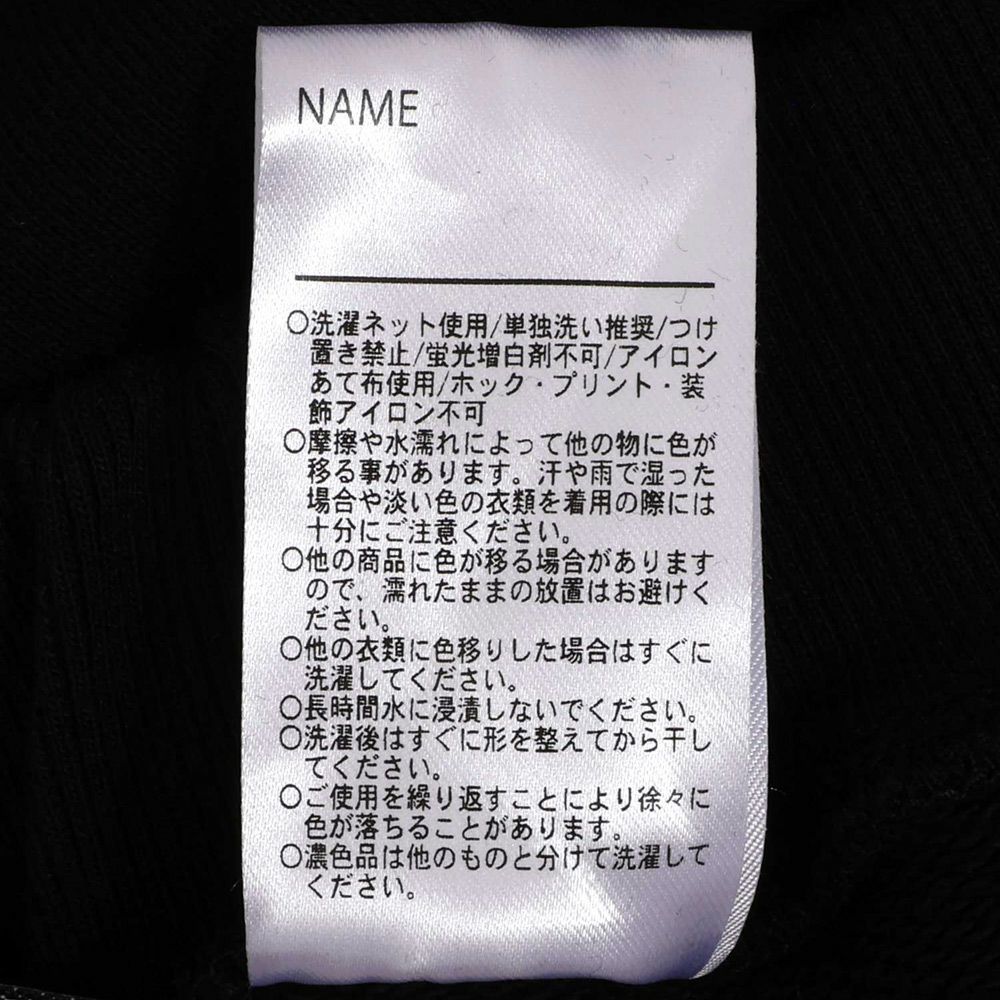 NAME
○洗濯ネット使用/単独洗い推奨/つけ
置き禁止/蛍光増白剤不可/アイロン
あて布使用/ホック・プリント・装
飾アイロン不可
○摩擦や水濡れによって他の物に色が
移る事があります。汗や雨で湿った
場合や淡い色の衣類を着用の際には
十分にご注意ください。
○他の商品に色が移る場合があります
ので、濡れたままの放置はお避けく
ださい。
○他の衣類に色移りした場合はすぐに
洗濯してください。
○長時間水に浸漬しないでください。
○洗濯後はすぐに形を整えてから干し
てください。
○ご使用を繰り返すことにより徐々に
色が落ちることがあります。
○濃色品は他のものと分けて洗濯して
ください。